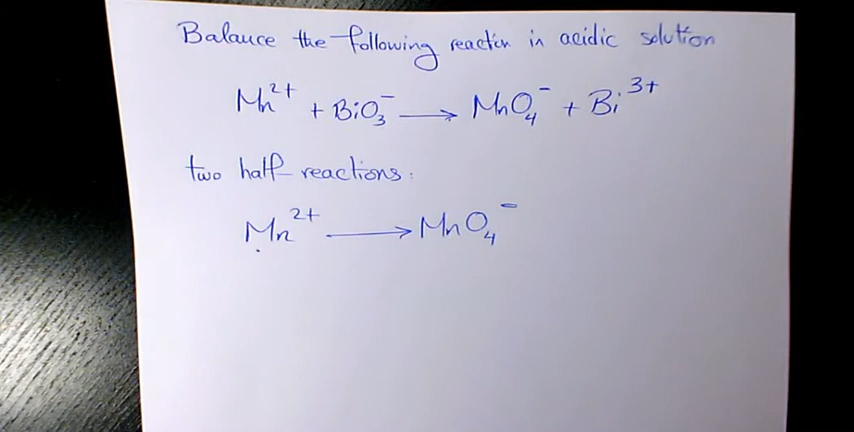 Balance the following reaction in acidic solution
Mn²⁺ + BiO₃⁻ → MnO₄⁻ + Bi³⁺
two half reactions:
Mn²⁺ → MnO₄⁻